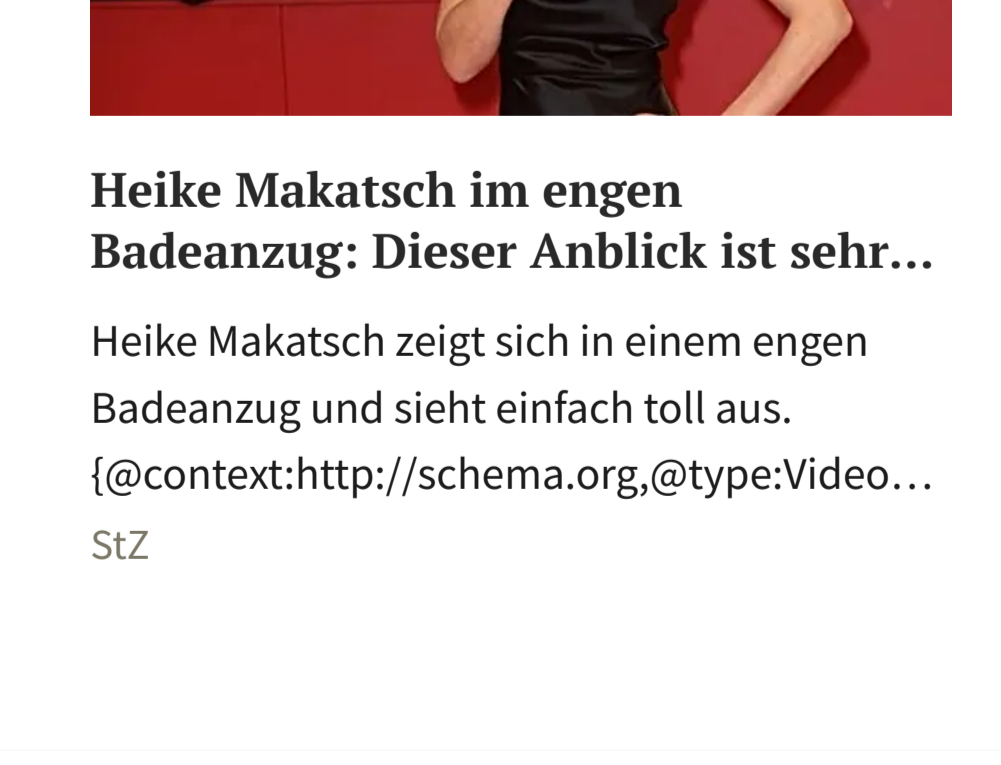 Heike Makatsch im engen
Badeanzug: Dieser Anblick ist sehr…
Heike Makatsch zeigt sich in einem engen
Badeanzug und sieht einfach toll aus.
{@context:http://schema.org,@type:Video…
StZ